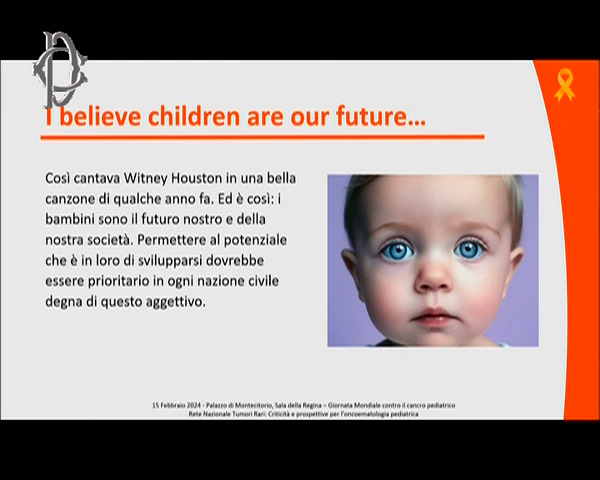 I believe children are our future...
Così cantava Witney Houston in una bella
canzone di qualche anno fa. Ed è così: i
bambini sono il futuro nostro e della
nostra società. Permettere al potenziale
che è in loro di svilupparsi dovrebbe
essere prioritario in ogni nazione civile
degna di questo aggettivo.
15 Febbraio 2024 - Palazzo di Montecitorio, Sala della Regina – Giornata Mondiale contro il cancro pediatrico
Rete Nazionale Tumori Rari: Criticità e prospettive per l'oncoematologia pediatrica